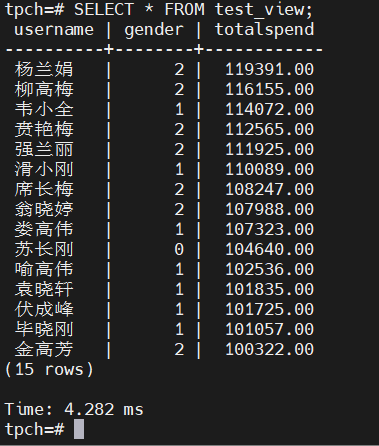 tpch=# SELECT * FROM test_view;
 username | gender | totalspend
----------+--------+------------
 杨兰娟   |      2 |  119391.00
 柳高梅   |      2 |  116155.00
 韦小全   |      1 |  114072.00
 贲艳梅   |      2 |  112565.00
 强兰丽   |      2 |  111925.00
 滑小刚   |      1 |  110089.00
 席长梅   |      2 |  108247.00
 翁晓婷   |      2 |  107988.00
 娄高伟   |      1 |  107323.00
 苏长刚   |      0 |  104640.00
 喻高伟   |      1 |  102536.00
 袁晓轩   |      1 |  101835.00
 伏成峰   |      1 |  101725.00
 毕晓刚   |      1 |  101057.00
 金高芳   |      2 |  100322.00
(15 rows)

Time: 4.282 ms
tpch=#